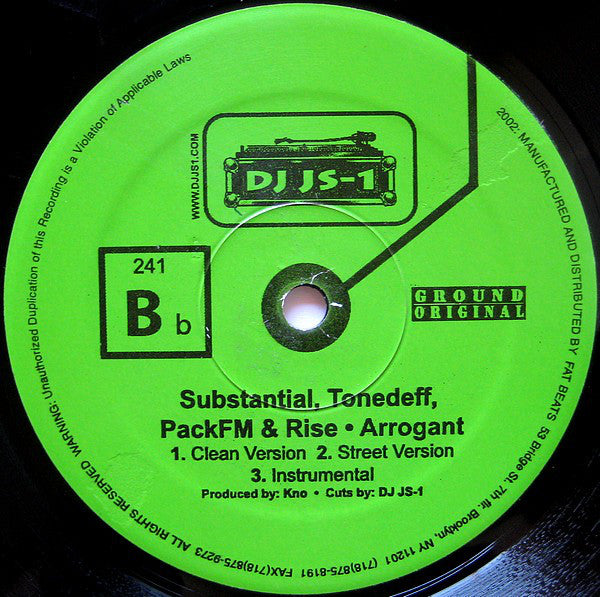 WWW.DJJS1.COM
DJ JS-1
241
B b
GROUND
ORIGINAL
Substantial, Tonedeff,
PackFM & Rise • Arrogant
1. Clean Version 2. Street Version
3. Instrumental
Produced by: Kno • Cuts by: DJ JS-1
2002: MANUFACTURED AND DISTRIBUTED BY FAT BEATS 53 Bridge St. 7th flr. Brooklyn, NY 11201 (718)875-8191 FAX(718)875-9273 ALL RIGHTS RESERVED WARNING: Unauthorized Duplication of this Recording is a Violation of Applicable Laws